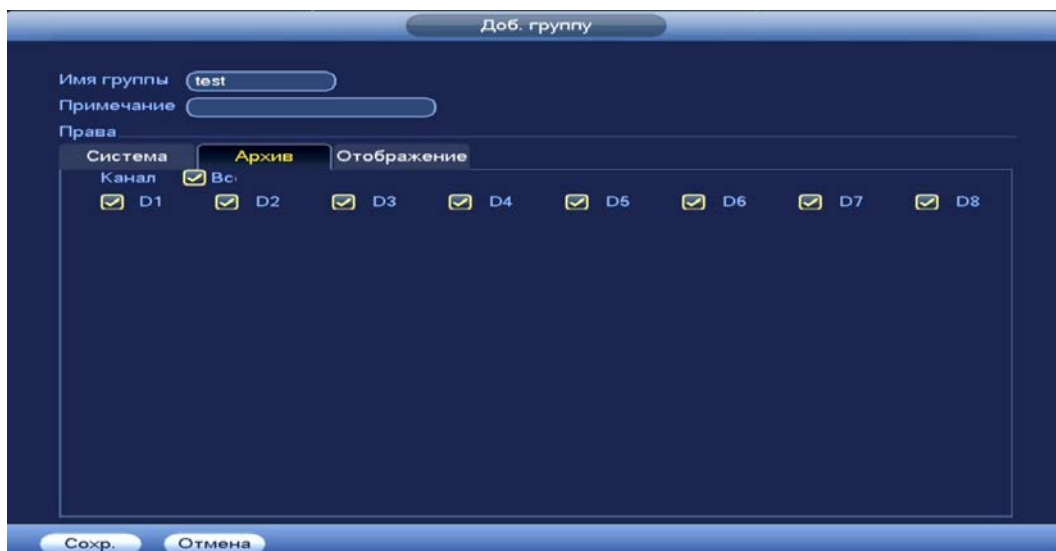 Доб. группу
Имя группы test
Примечание
Права
Система Архив Отображение
Канал
D1 D2 D3 D4 D5 D6 D7 D8
Сохр. Отмена